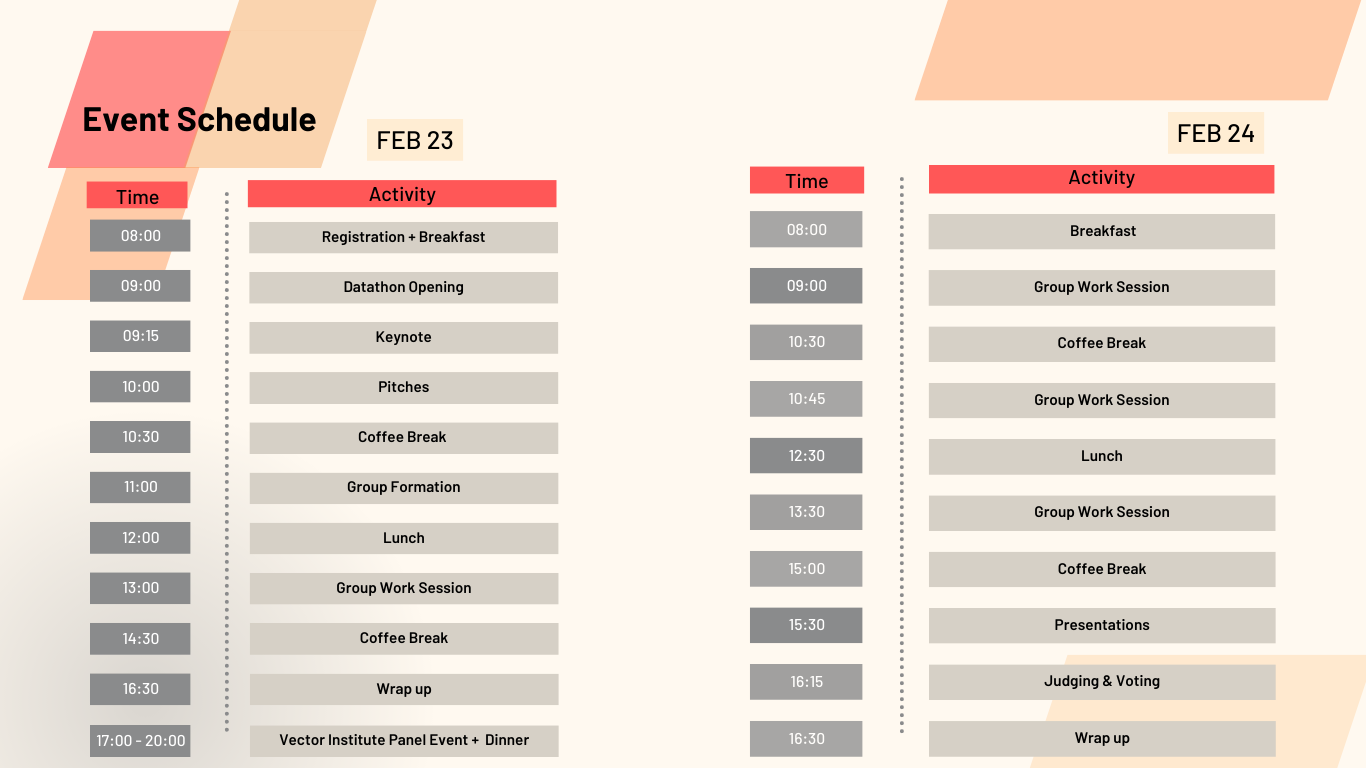 Event Schedule
FEB 23
Time Activity
08:00 Registration + Breakfast
09:00 Datathon Opening
09:15 Keynote
10:00 Pitches
10:30 Coffee Break
11:00 Group Formation
12:00 Lunch
13:00 Group Work Session
14:30 Coffee Break
16:30 Wrap up
17:00 - 20:00 Vector Institute Panel Event + Dinner
FEB 24
Time Activity
08:00 Breakfast
09:00 Group Work Session
10:30 Coffee Break
10:45 Group Work Session
12:30 Lunch
13:30 Group Work Session
15:00 Coffee Break
15:30 Presentations
16:15 Judging & Voting
16:30 Wrap up